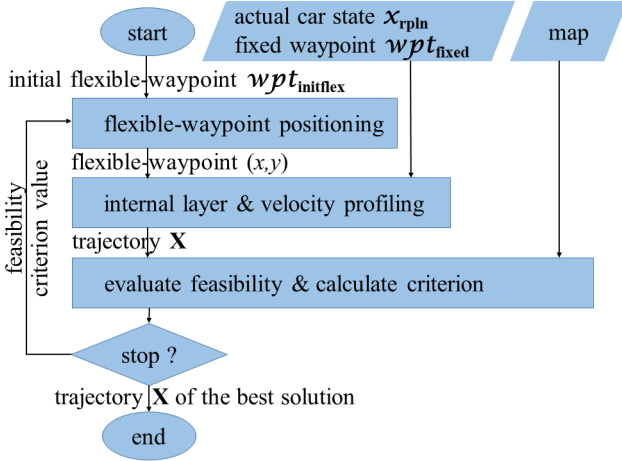 start
actual car state x_rpln
fixed waypoint wpt_fixed
map
initial flexible-waypoint wpt_initflex
flexible-waypoint positioning
flexible-waypoint (x,y)
internal layer & velocity profiling
trajectory X
evaluate feasibility & calculate criterion
feasibility
criterion value
stop ?
trajectory X of the best solution
end